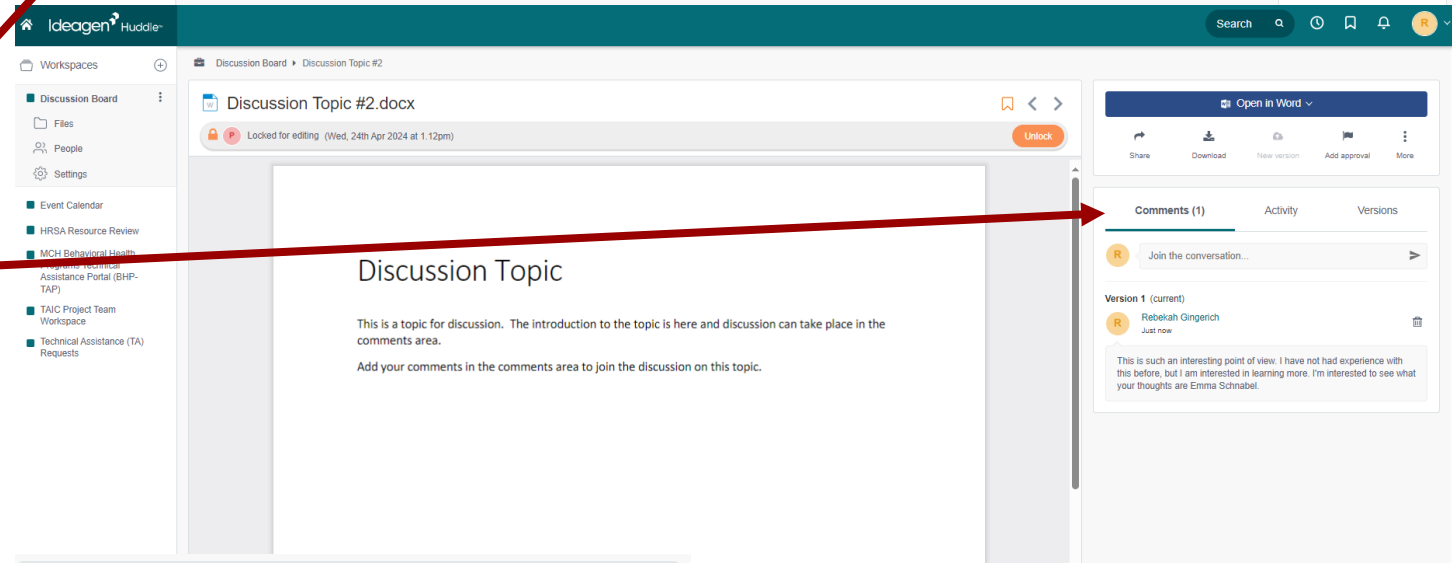 Ideagen Huddle
Search
R
Workspaces
Discussion Board
Files
People
Settings
Event Calendar
HRSA Resource Review
MCH Behavioral Health
Programs Technical
Assistance Portal (BHP-
TAP)
TAIC Project Team
Workspace
Technical Assistance (TA)
Requests
Discussion Board Discussion Topic #2
W
Discussion Topic #2.docx
P Locked for editing (Wed, 24th Apr 2024 at 1.12pm)
Unlock
Discussion Topic
This is a topic for discussion. The introduction to the topic is here and discussion can take place in the
comments area.
Add your comments in the comments area to join the discussion on this topic.
Open in Word
Share Download New version Add approval More
Comments (1) Activity Versions
R Join the conversation...
Version 1 (current)
R Rebekah Gingerich
Just now
This is such an interesting point of view. I have not had experience with
this before, but I am interested in learning more. I'm interested to see what
your thoughts are Emma Schnabel.